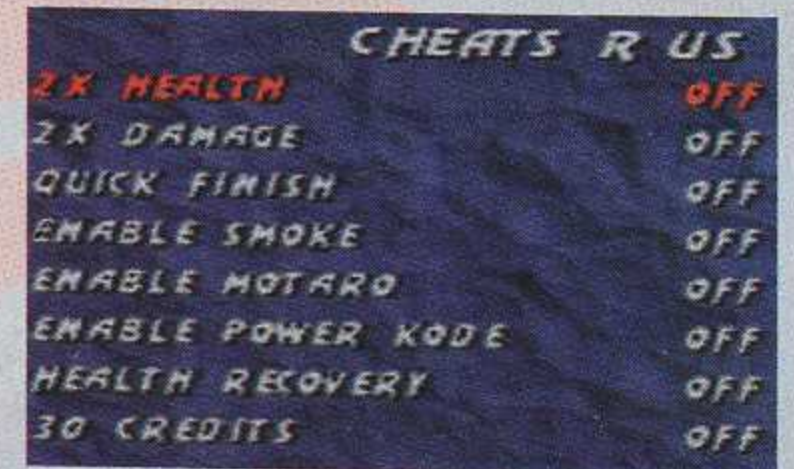 CHEATS R US
2X HEALTH OFF
2X DAMAGE OFF
QUICK FINISH OFF
ENABLE SMOKE OFF
ENABLE MOTARO OFF
ENABLE POWER KODE OFF
HEALTH RECOVERY OFF
30 CREDITS OFF